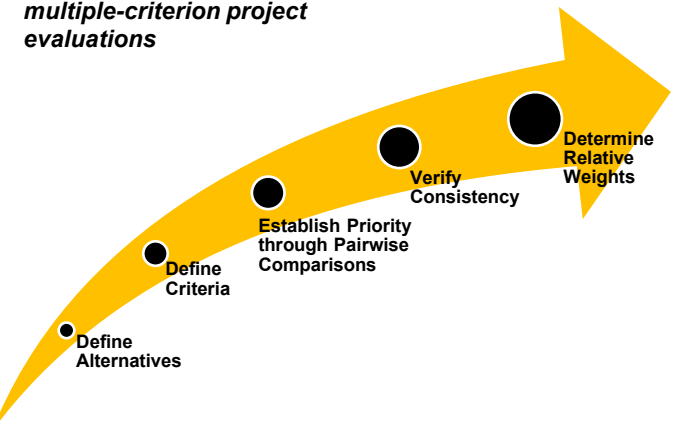 multiple-criterion project
evaluations
Determine
Relative
Weights
Verify
Consistency
Establish Priority
through Pairwise
Comparisons
Define
Criteria
Define
Alternatives